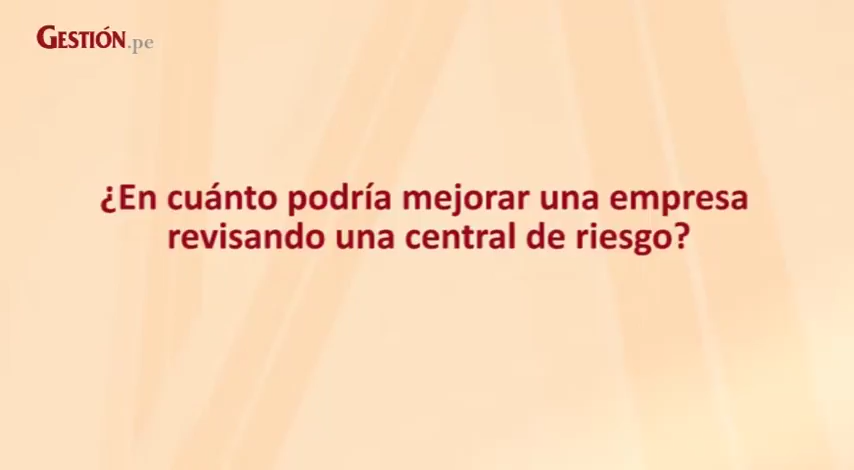 GESTIÓN.pe
¿En cuánto podría mejorar una empresa
revisando una central de riesgo?